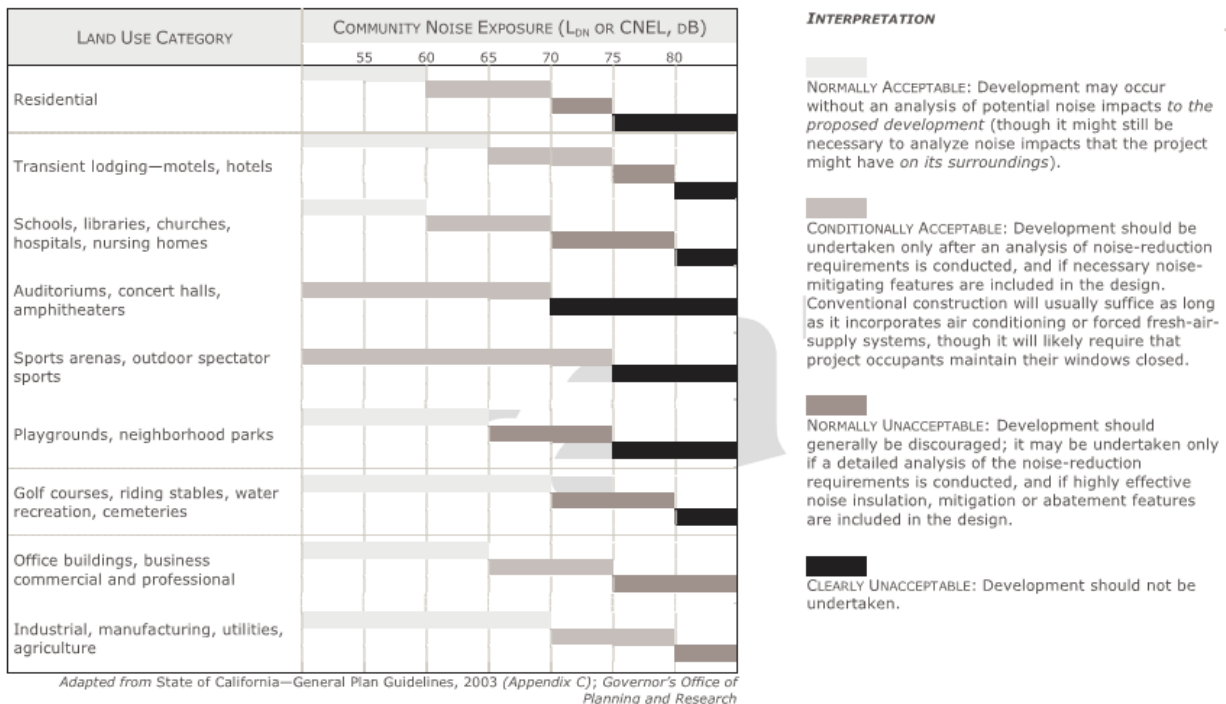 LAND USE CATEGORY
COMMUNITY NOISE EXPOSURE (LDN OR CNEL, DB)
55 60 65 70 75 80
Residential
Transient lodging—motels, hotels
Schools, libraries, churches,
hospitals, nursing homes
Auditoriums, concert halls,
amphitheaters
Sports arenas, outdoor spectator
sports
Playgrounds, neighborhood parks
Golf courses, riding stables, water
recreation, cemeteries
Office buildings, business
commercial and professional
Industrial, manufacturing, utilities,
agriculture
Adapted from State of California—General Plan Guidelines, 2003 (Appendix C); Governor's Office of
Planning and Research
INTERPRETATION
NORMALLY ACCEPTABLE: Development may occur
without an analysis of potential noise impacts to the
proposed development (though it might still be
necessary to analyze noise impacts that the project
might have on its surroundings).
CONDITIONALLY ACCEPTABLE: Development should be
undertaken only after an analysis of noise-reduction
requirements is conducted, and if necessary noise-
mitigating features are included in the design.
Conventional construction will usually suffice as long
as it incorporates air conditioning or forced fresh-air-
supply systems, though it will likely require that
project occupants maintain their windows closed.
NORMALLY UNACCEPTABLE: Development should
generally be discouraged; it may be undertaken only
if a detailed analysis of the noise-reduction
requirements is conducted, and if highly effective
noise insulation, mitigation or abatement features
are included in the design.
CLEARLY UNACCEPTABLE: Development should not be
undertaken.